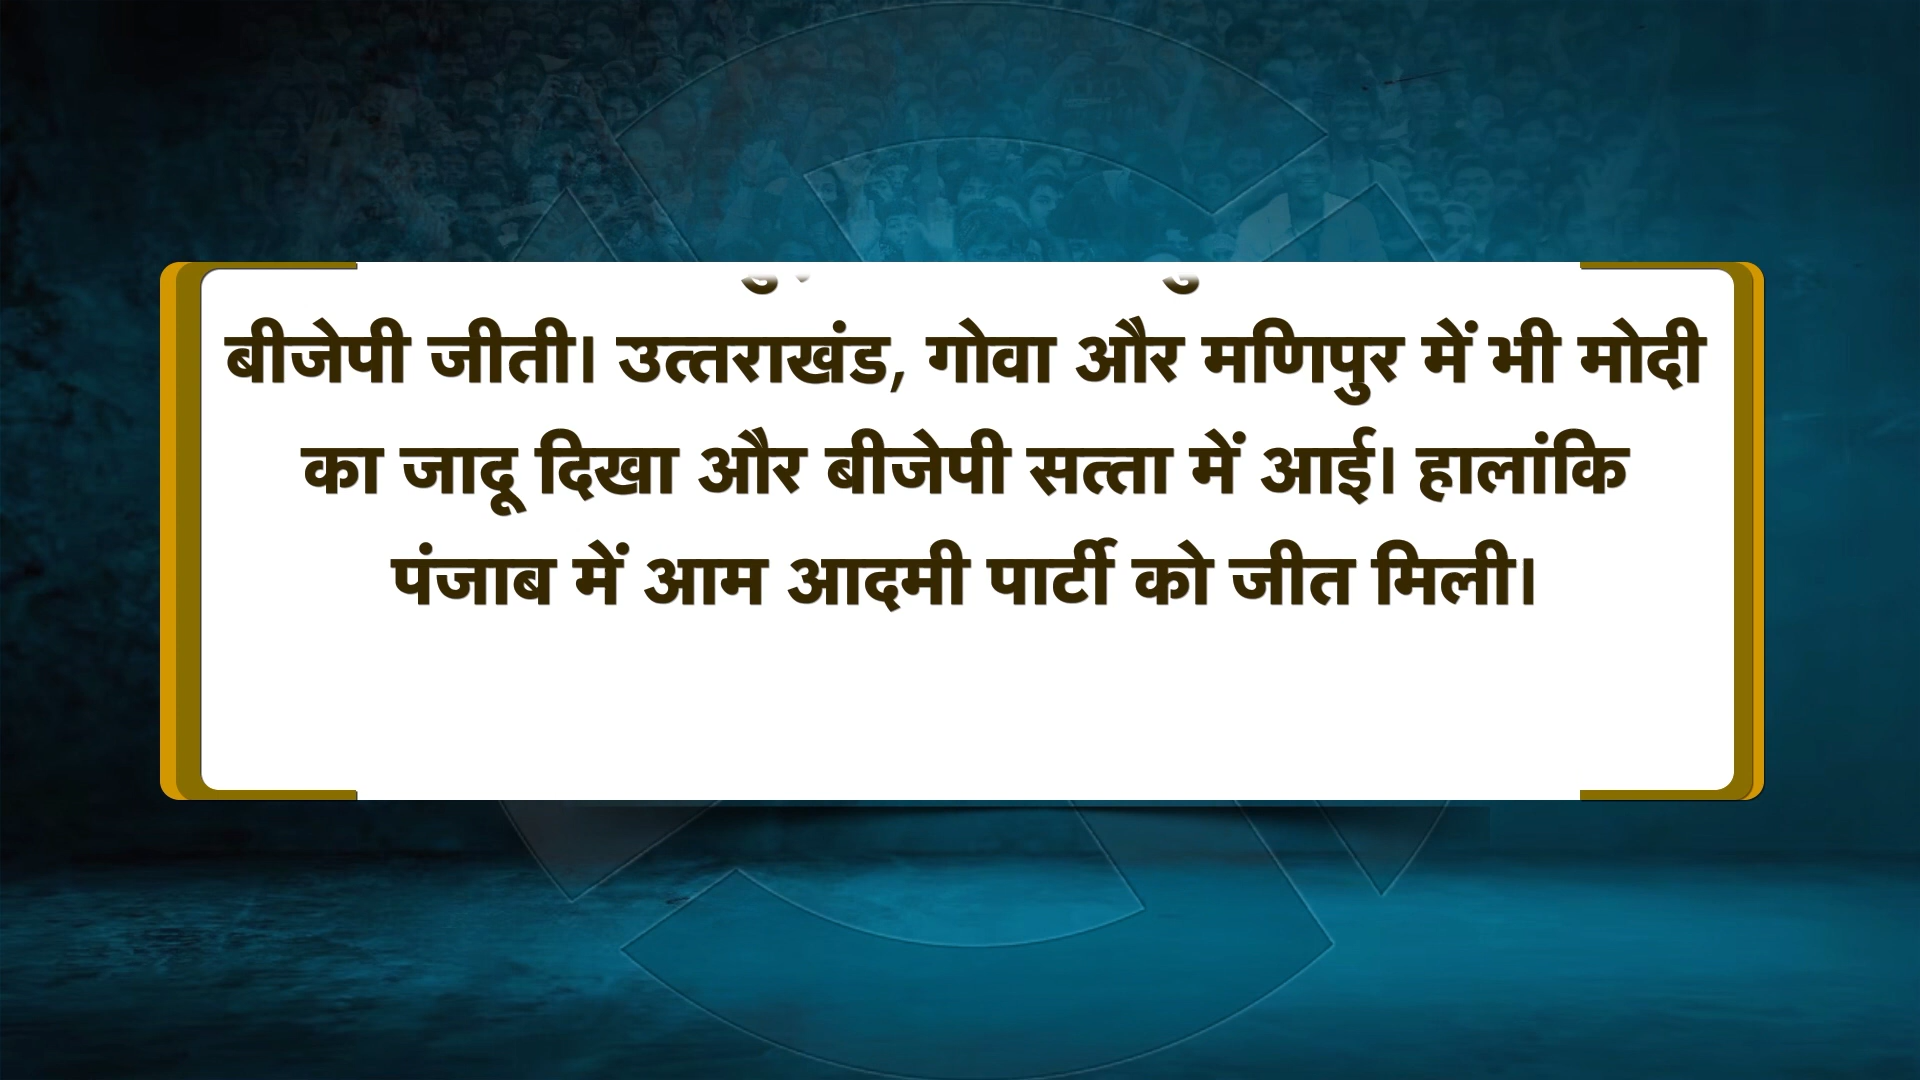 बीजेपी जीती। उत्तराखंड, गोवा और मणिपुर में भी मोदी
का जादू दिखा और बीजेपी सत्ता में आई। हालांकि
पंजाब में आम आदमी पार्टी को जीत मिली।